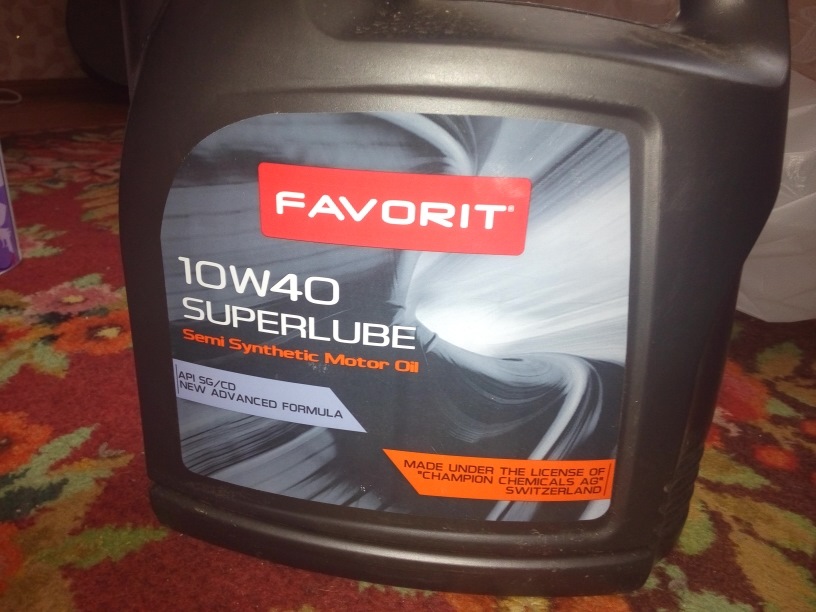 FAVORIT®
10W40
SUPERLUBE
Semi Synthetic Motor Oil
API SG/CD
NEW ADVANCED FORMULA
MADE UNDER THE LICENSE OF
"CHAMPION CHEMICALS AG"
SWITZERLAND